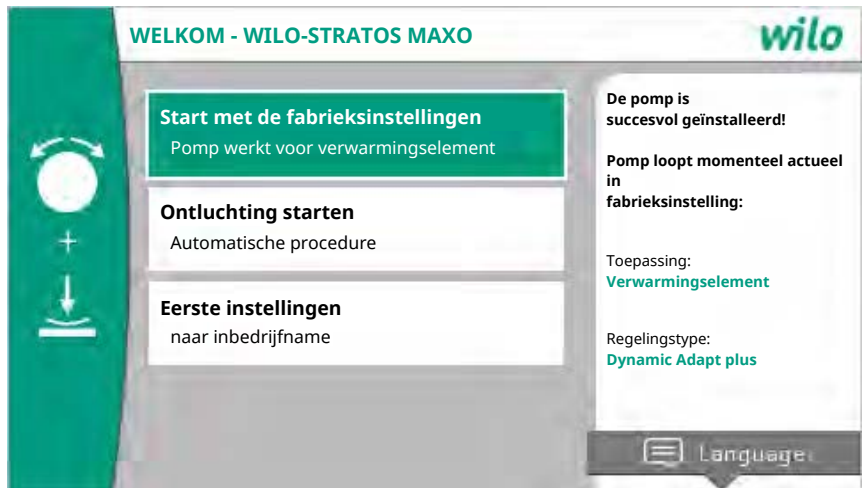 WELKOM - WILO-STRATOS MAXO
wilo
Start met de fabrieksinstellingen
Pomp werkt voor verwarmingselement
Ontluchting starten
Automatische procedure
Eerste instellingen
naar inbedrijfname
De pomp is
succesvol geïnstalleerd!
Pomp loopt momenteel actueel
in
fabrieksinstelling:
Toepassing:
Verwarmingselement
Regelingstype:
Dynamic Adapt plus
Language